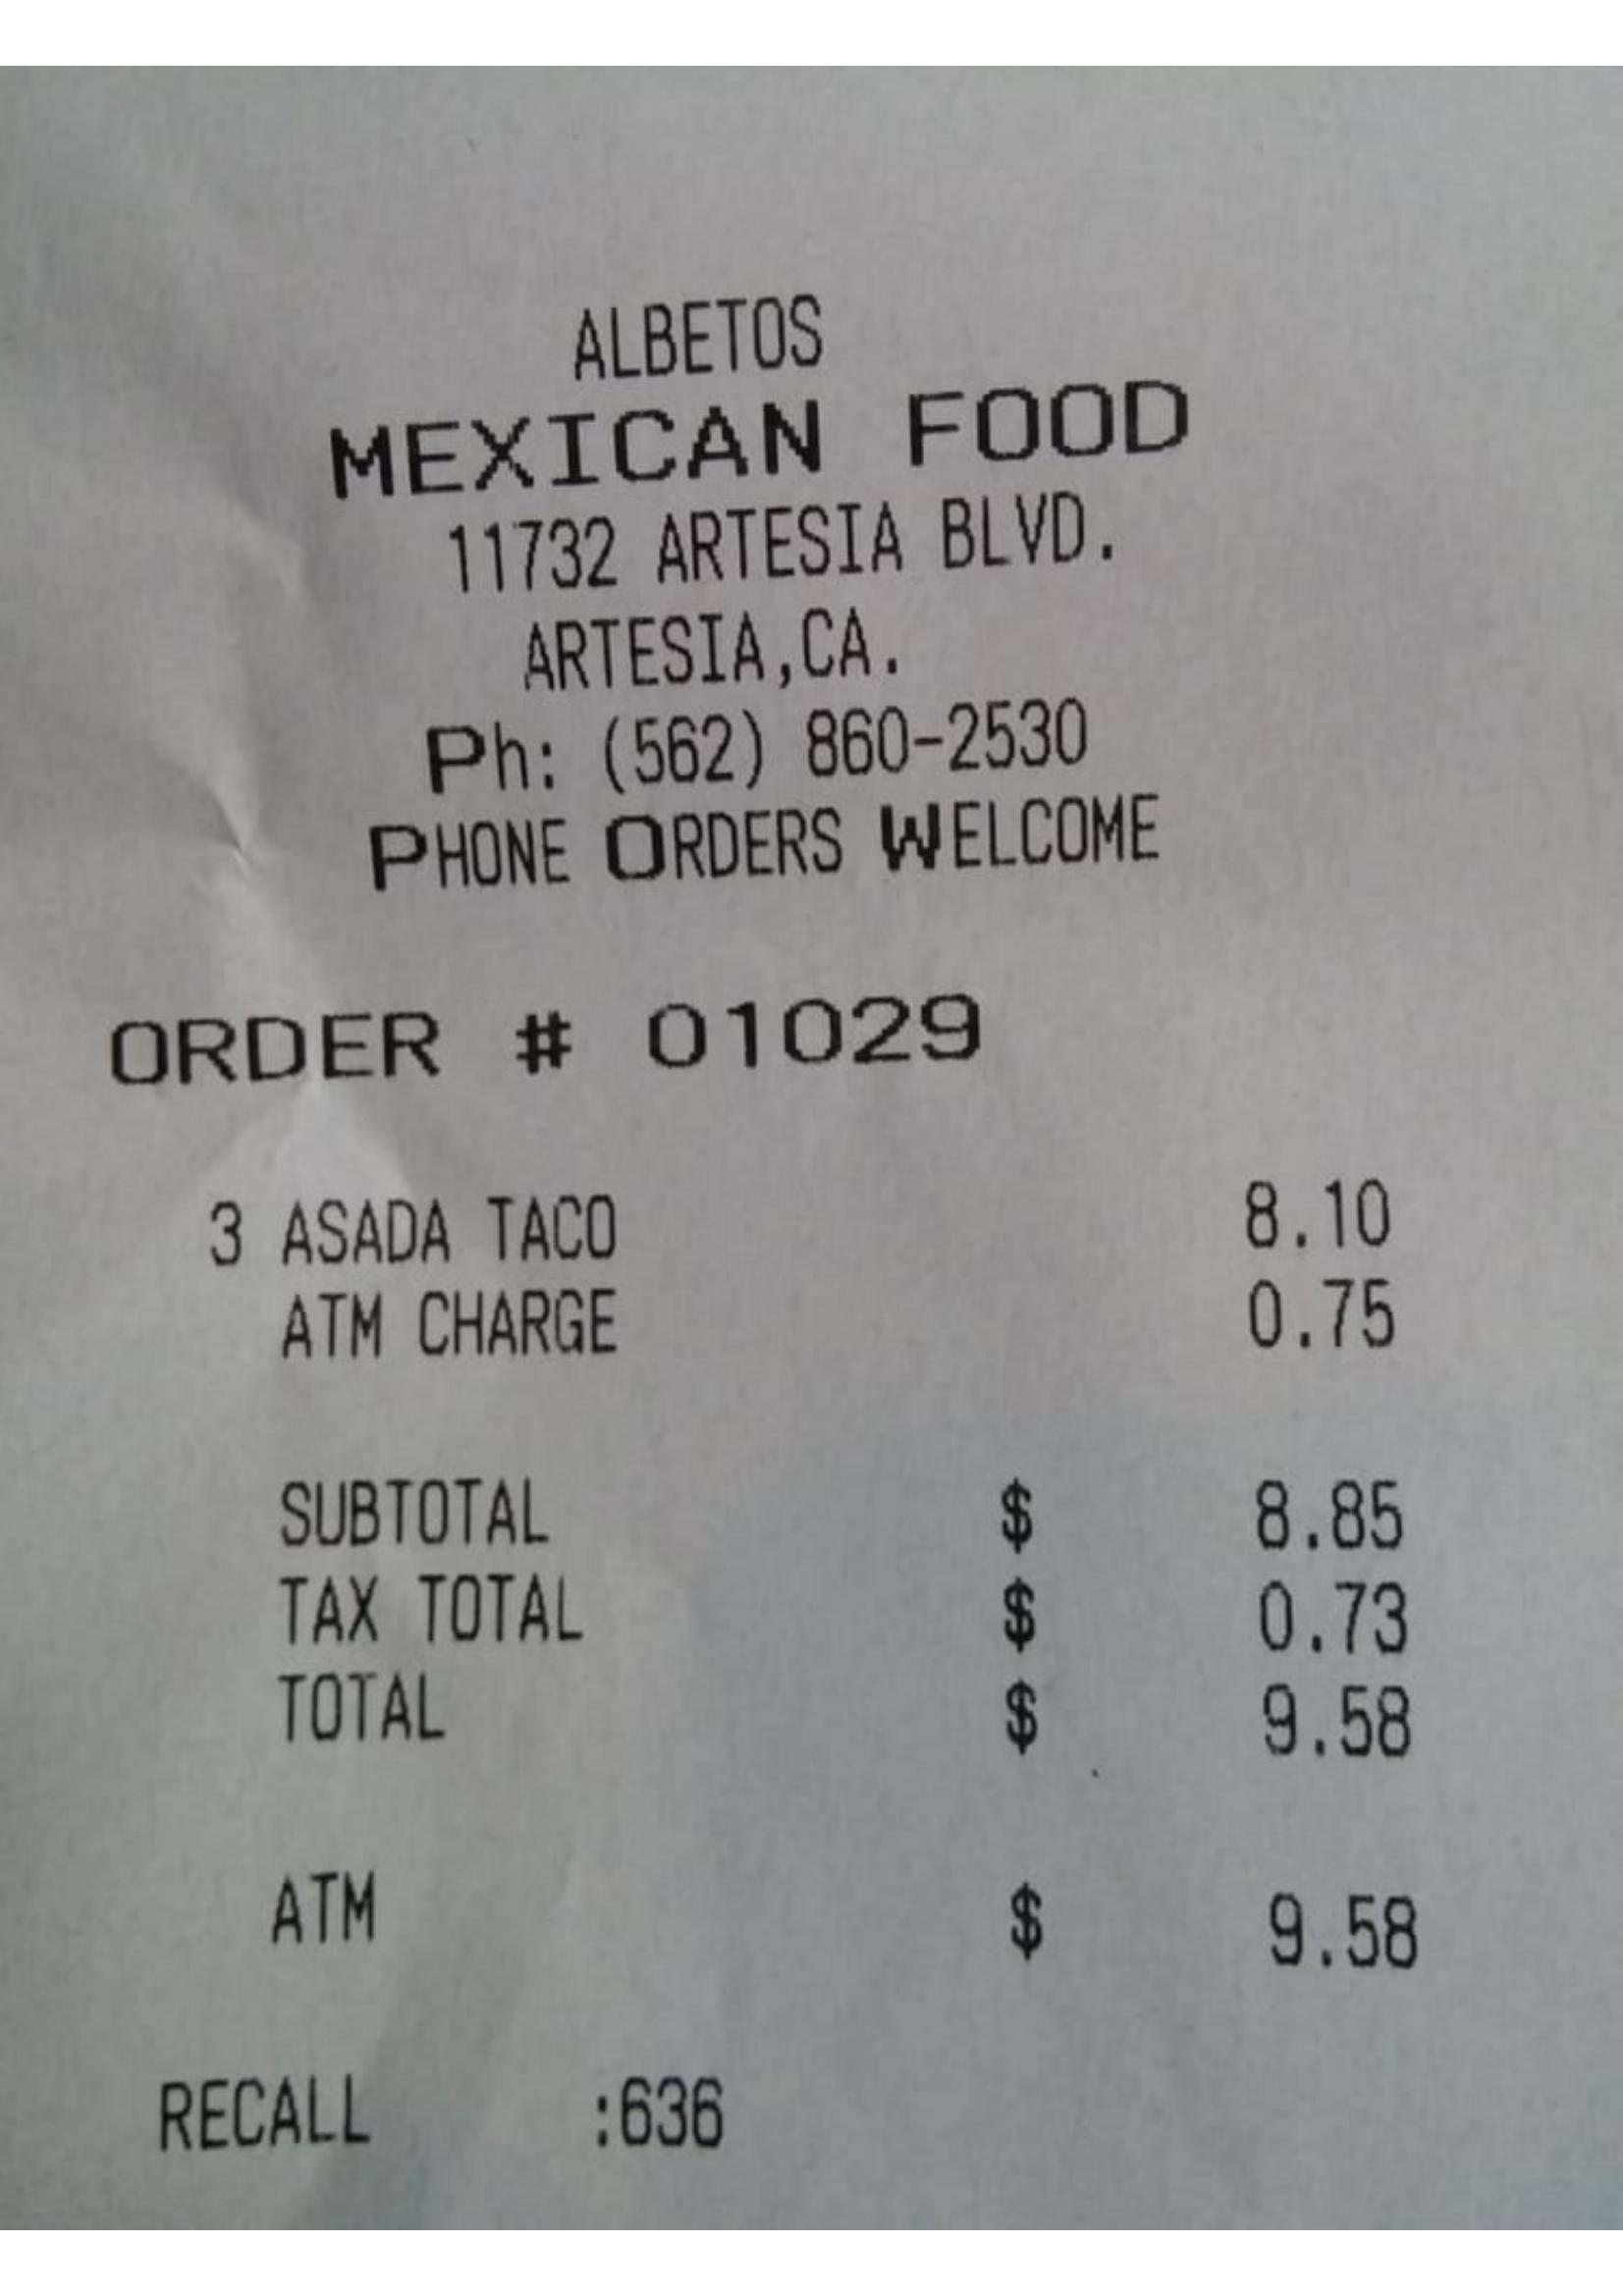 ALBETOS
MEXICAN FOOD
11732 ARTESIA BLVD.
ARTESIA,CA.
Ph: (562) 860-2530
PHONE ORDERS WELCOME
ORDER # 01029
3 ASADA TACO 8.10
ATM CHARGE 0.75
SUBTOTAL $ 8.85
TAX TOTAL $ 0.73
TOTAL $ 9.58
ATM $ 9.58
RECALL :636